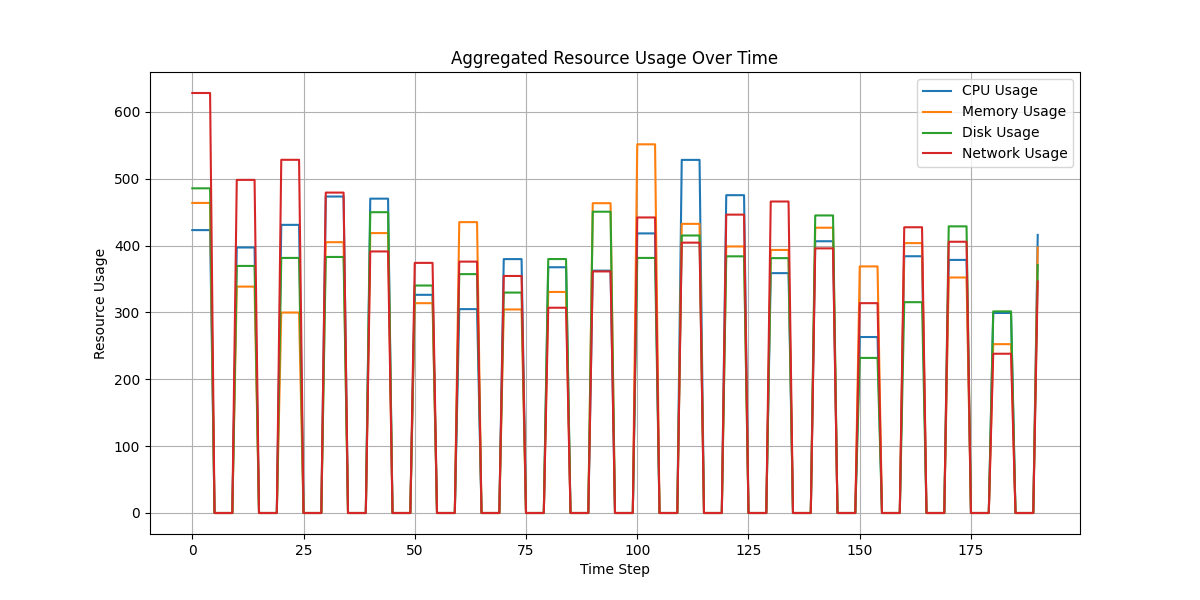 Aggregated Resource Usage Over Time
CPU Usage
Memory Usage
Disk Usage
Network Usage
Resource Usage
600
500
400
300
200
100
0
0 25 50 75 100 125 150 175
Time Step